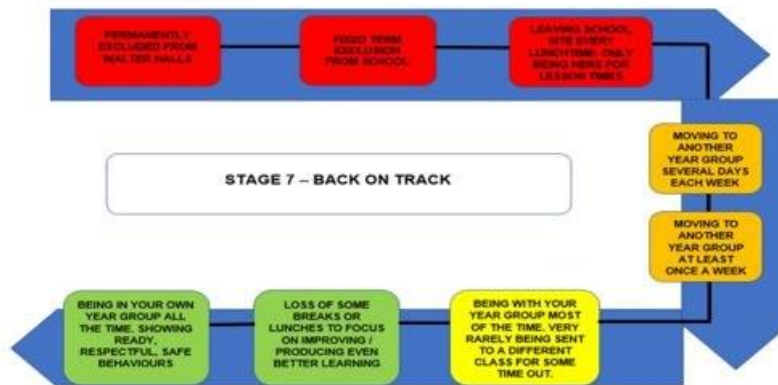 PERMANENTLY
EXCLUDED FROM
WALTER HALLS
FIXED TERM
EXCLUSION
FROM SCHOOL
LEAVING SCHOOL
SITE EVERY
LUNCHTIME. ONLY
BEING HERE FOR
LESSON TIMES
MOVING TO
ANOTHER
YEAR GROUP
SEVERAL DAYS
EACH WEEK
STAGE 7 – BACK ON TRACK
MOVING TO
ANOTHER
YEAR GROUP
AT LEAST
ONCE A WEEK
BEING IN YOUR OWN
YEAR GROUP ALL
THE TIME. SHOWING
READY,
RESPECTFUL, SAFE
BEHAVIOURS
LOSS OF SOME
BREAKS OR
LUNCHES TO FOCUS
ON IMPROVING /
PRODUCING EVEN
BETTER LEARNING
BEING WITH YOUR
YEAR GROUP MOST
OF THE TIME. VERY
RARELY BEING SENT
TO A DIFFERENT
CLASS FOR SOME
TIME OUT.